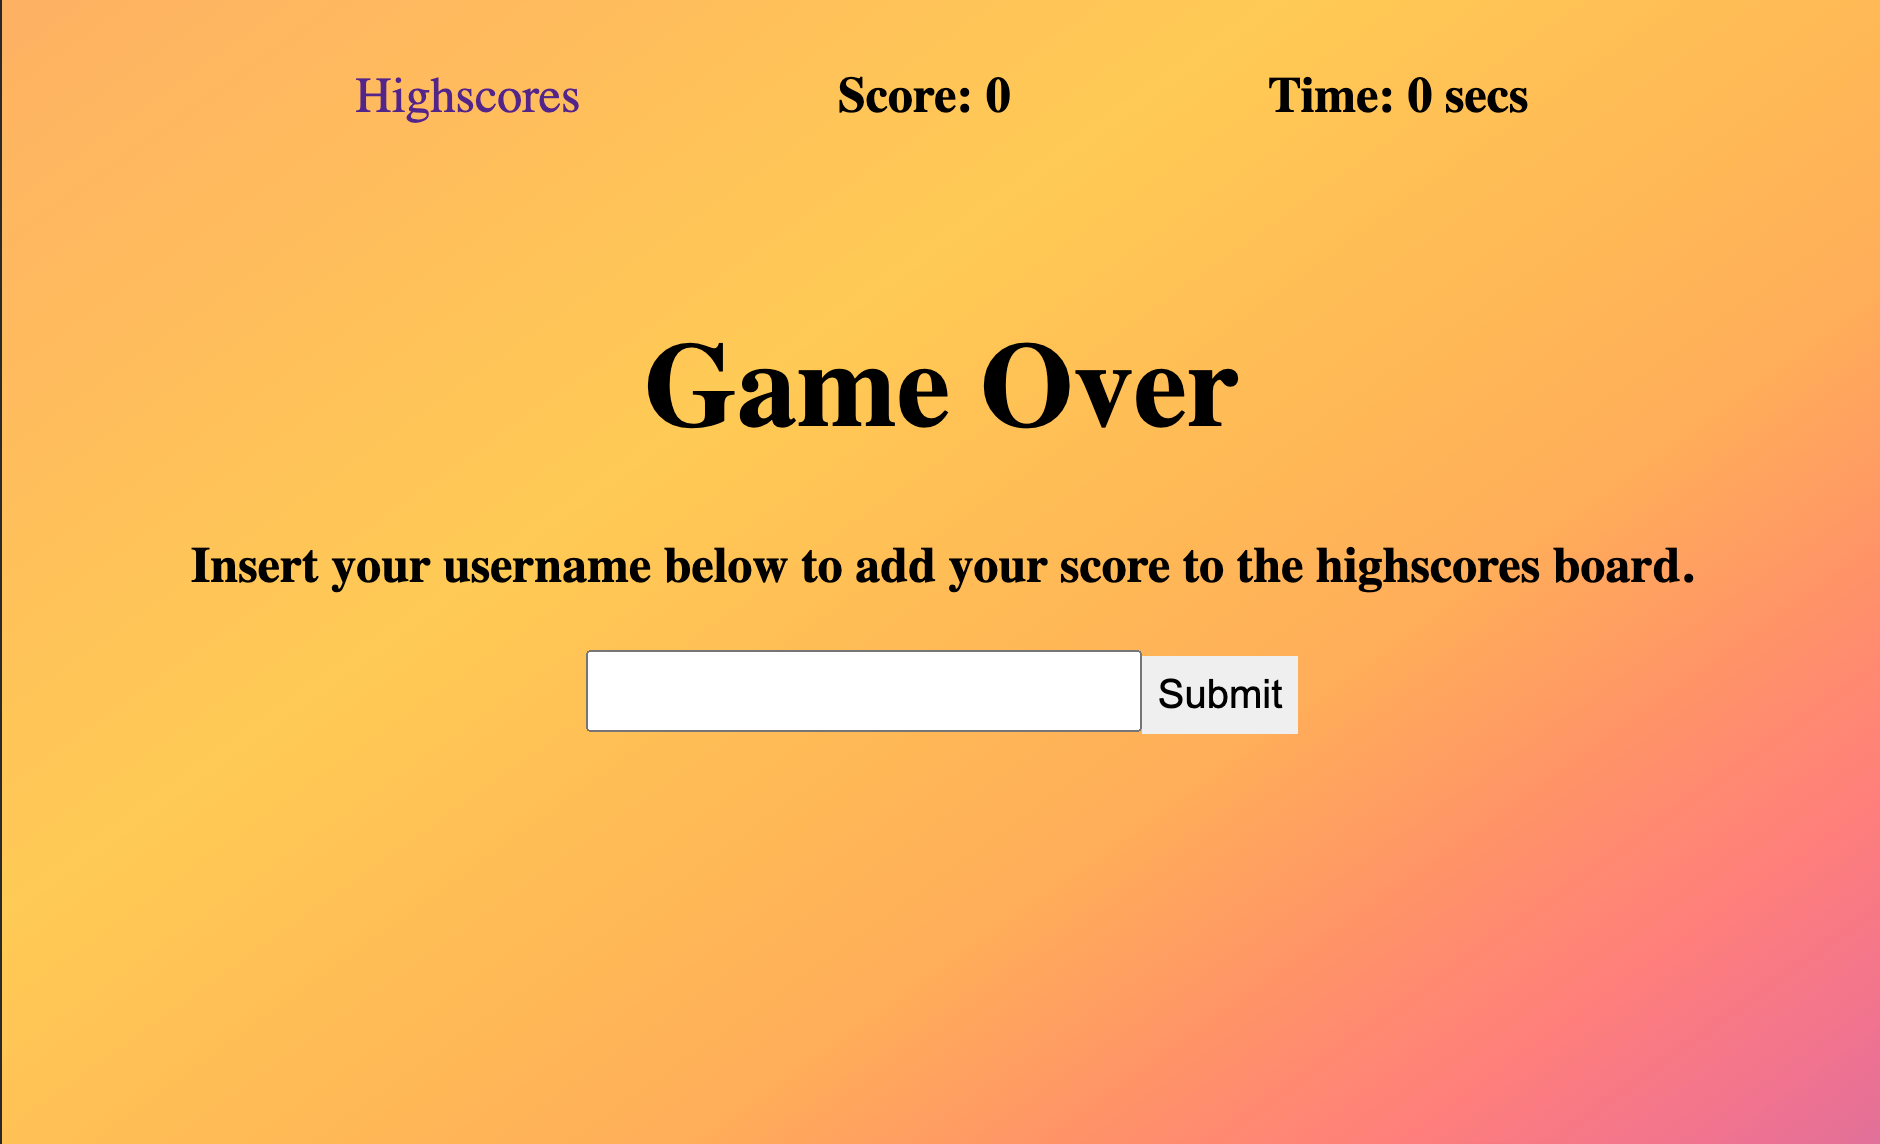 Highscores Score: 0 Time: 0 secs
Game Over
Insert your username below to add your score to the highscores board.
Submit